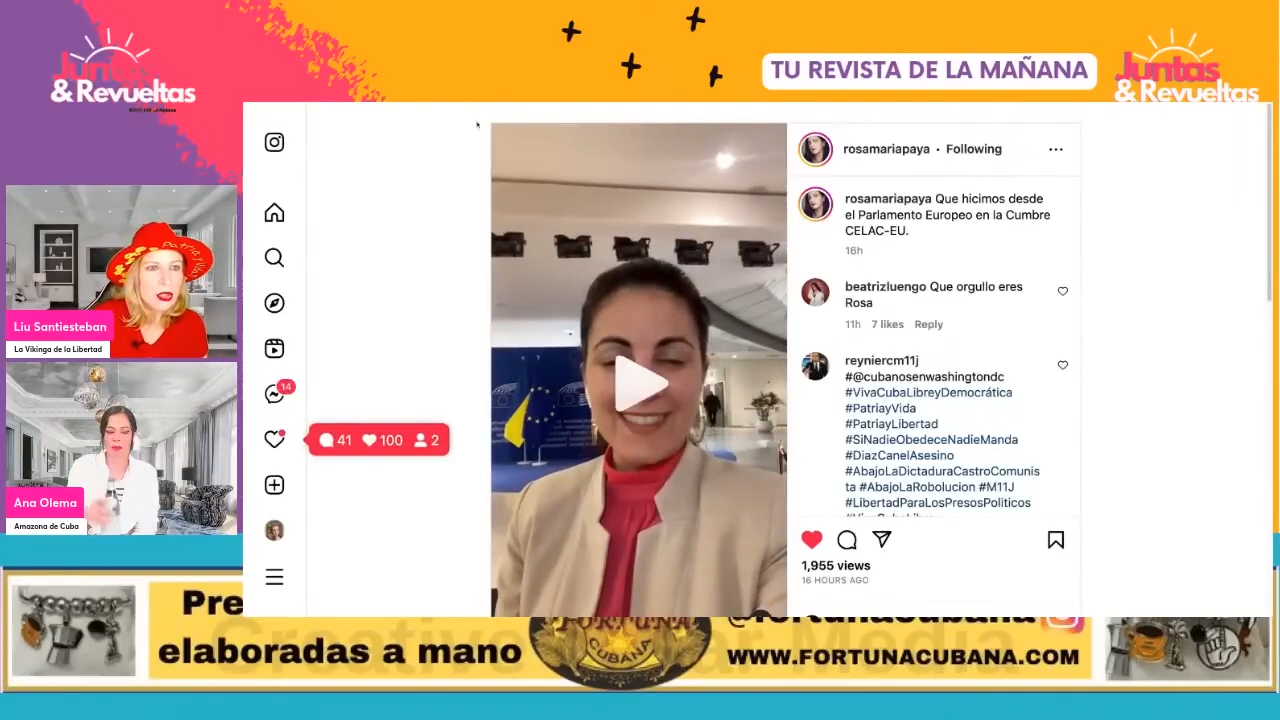 Juntas
& Revueltas
TU REVISTA DE LA MAÑANA
Juntas
& Revueltas
Liu Santiesteban
La Vikinga de la Libertad
Ana Olema
Amazona de Cuba
14
41 100 2
rosamariapaya • Following
rosamariapaya Que hicimos desde
el Parlamento Europeo en la Cumbre
CELAC-EU.
16h
beatrizluengo Que orgullo eres
Rosa
11h 7 likes Reply
reyniercm11j
#@cubanosenwashingtondc
#VivaCubaLibreyDemocrática
#PatriayVida
#PatriayLibertad
#SiNadieObedeceNadieManda
#DiazCanelAsesino
#AbajoLaDictaduraCastroComunis
ta #AbajoLaRobolucion #M11J
#LibertadParaLosPresosPoliticos
1,955 views
16 HOURS AGO
Pre
elaboradas a mano
FORTUNA
CUBANA
@fortunacubana
WWW.FORTUNACUBANA.COM